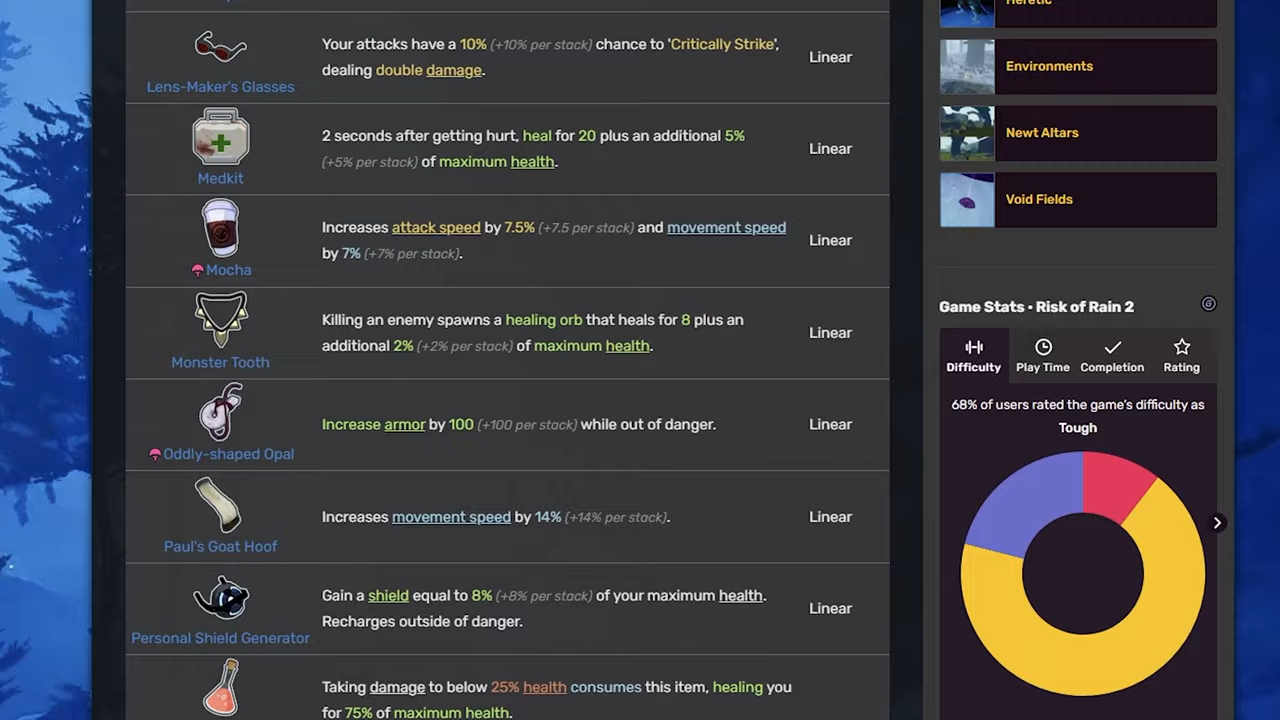 Your attacks have a 10% (+10% per stack) chance to 'Critically Strike',
dealing double damage.
Linear
Lens-Maker's Glasses
2 seconds after getting hurt, heal for 20 plus an additional 5%
(+5% per stack) of maximum health.
Linear
Medkit
Increases attack speed by 7.5% (+7.5 per stack) and movement speed
by 7% (+7% per stack).
Linear
Mocha
Killing an enemy spawns a healing orb that heals for 8 plus an
additional 2% (+2% per stack) of maximum health.
Linear
Monster Tooth
Increase armor by 100 (+100 per stack) while out of danger.
Linear
Oddly-shaped Opal
Increases movement speed by 14% (+14% per stack).
Linear
Paul's Goat Hoof
Gain a shield equal to 8% (+8% per stack) of your maximum health.
Recharges outside of danger.
Linear
Personal Shield Generator
Taking damage to below 25% health consumes this item, healing you
for 75% of maximum health.
Heretic
Environments
Newt Altars
Void Fields
Game Stats • Risk of Rain 2
Difficulty
Play Time
Completion
Rating
68% of users rated the game's difficulty as
Tough